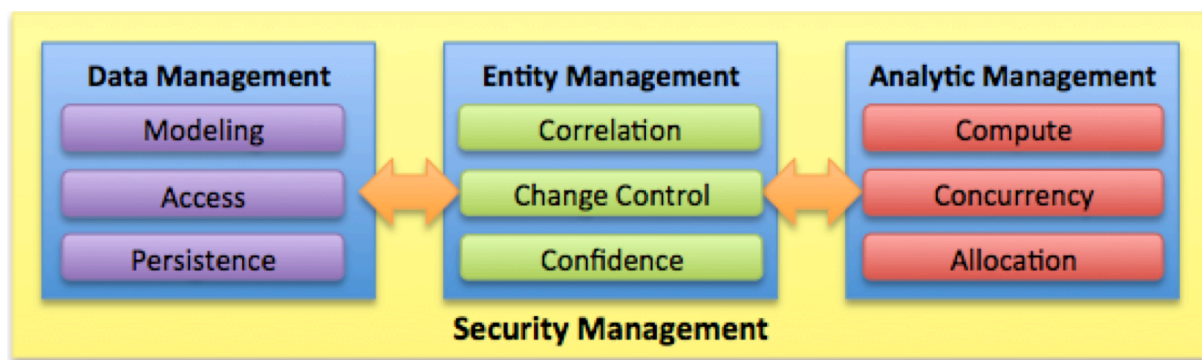 Data Management
Modeling
Access
Persistence
Entity Management
Correlation
Change Control
Confidence
Analytic Management
Compute
Concurrency
Allocation
Security Management